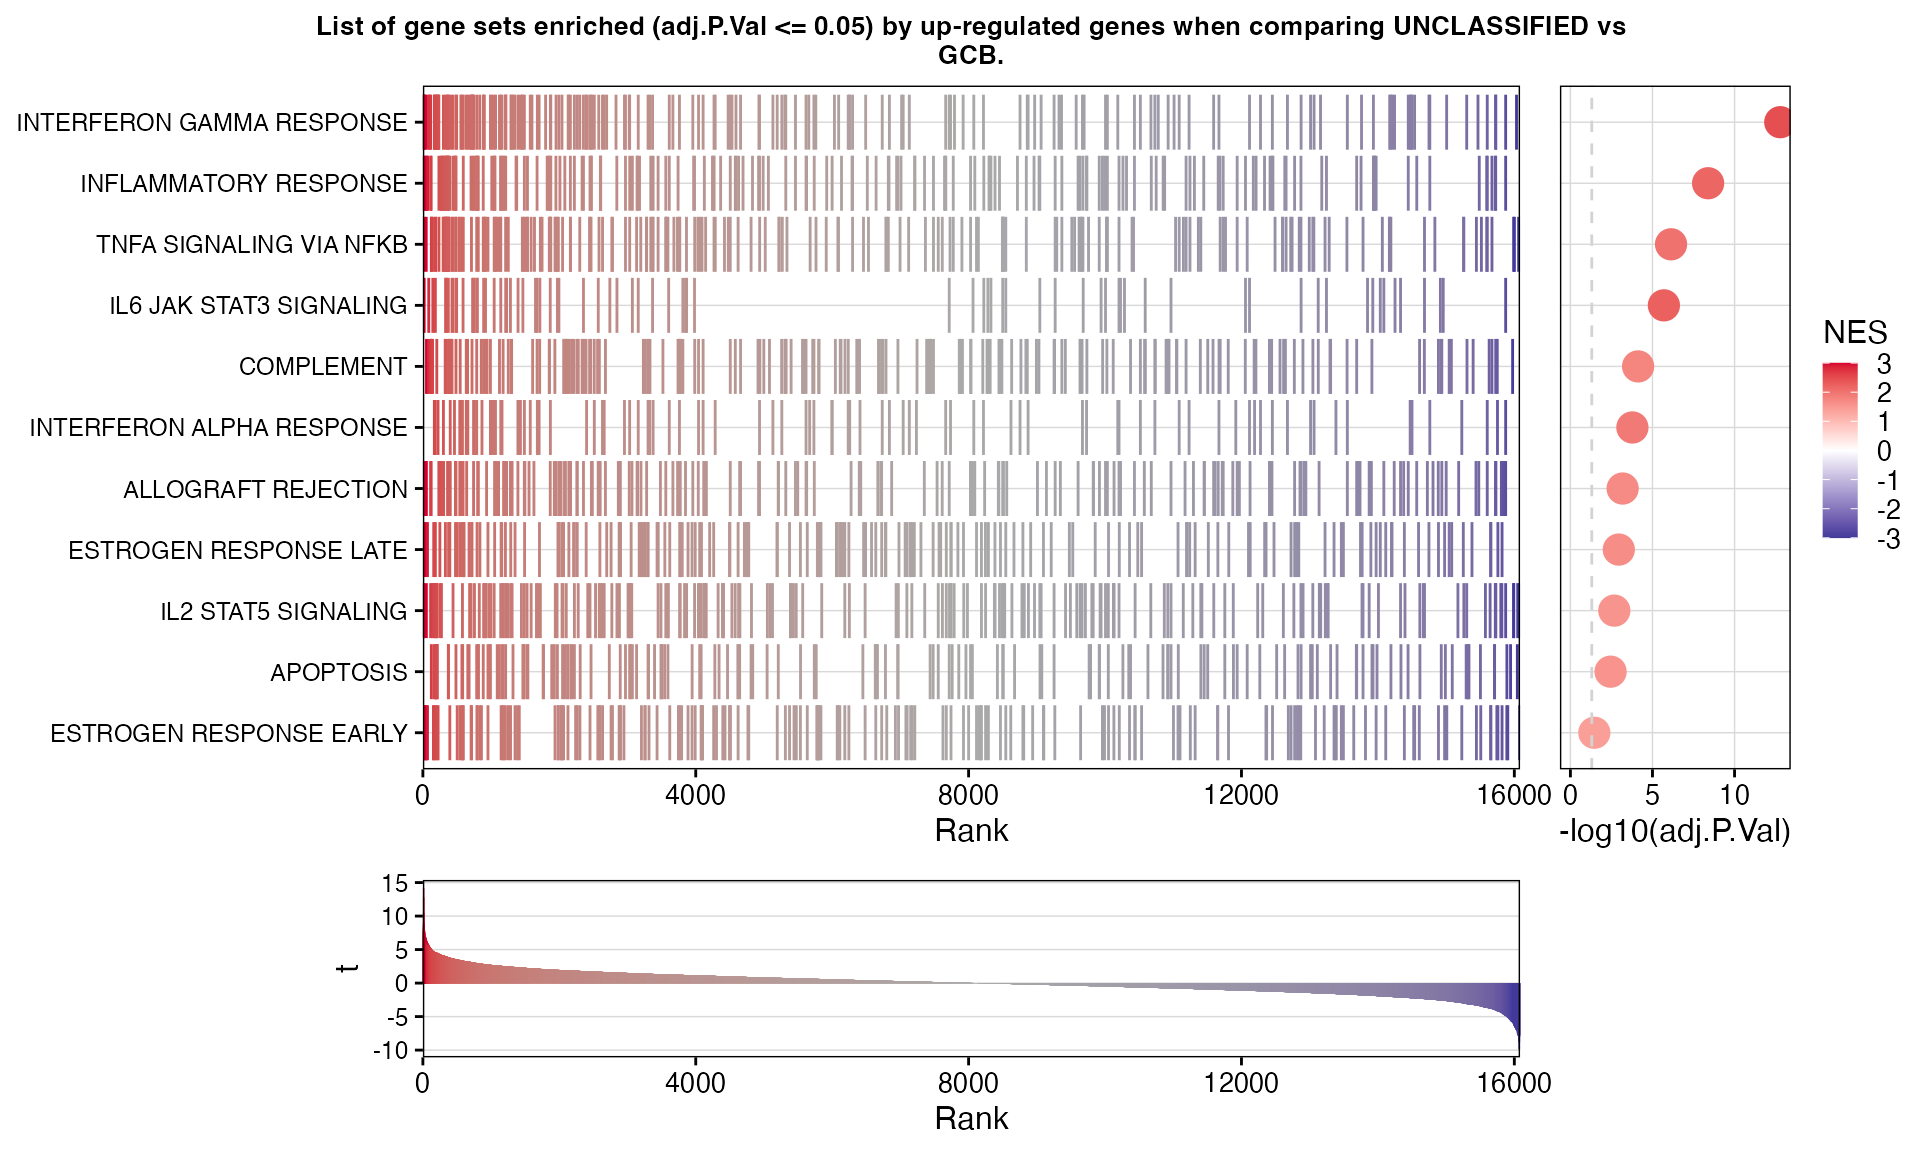 List of gene sets enriched (adj.P.Val <= 0.05) by up-regulated genes when comparing UNCLASSIFIED vs
GCB.
INTERFERON GAMMA RESPONSE
INFLAMMATORY RESPONSE
TNFA SIGNALING VIA NFKB
IL6 JAK STAT3 SIGNALING
COMPLEMENT
INTERFERON ALPHA RESPONSE
ALLOGRAFT REJECTION
ESTROGEN RESPONSE LATE
IL2 STAT5 SIGNALING
APOPTOSIS
ESTROGEN RESPONSE EARLY
0 4000 8000 12000 16000
Rank
0 5 10
-log10(adj.P.Val)
NES
3
2
1
0
-1
-2
-3
t
15
10
5
0
-5
-10
0 4000 8000 12000 16000
Rank